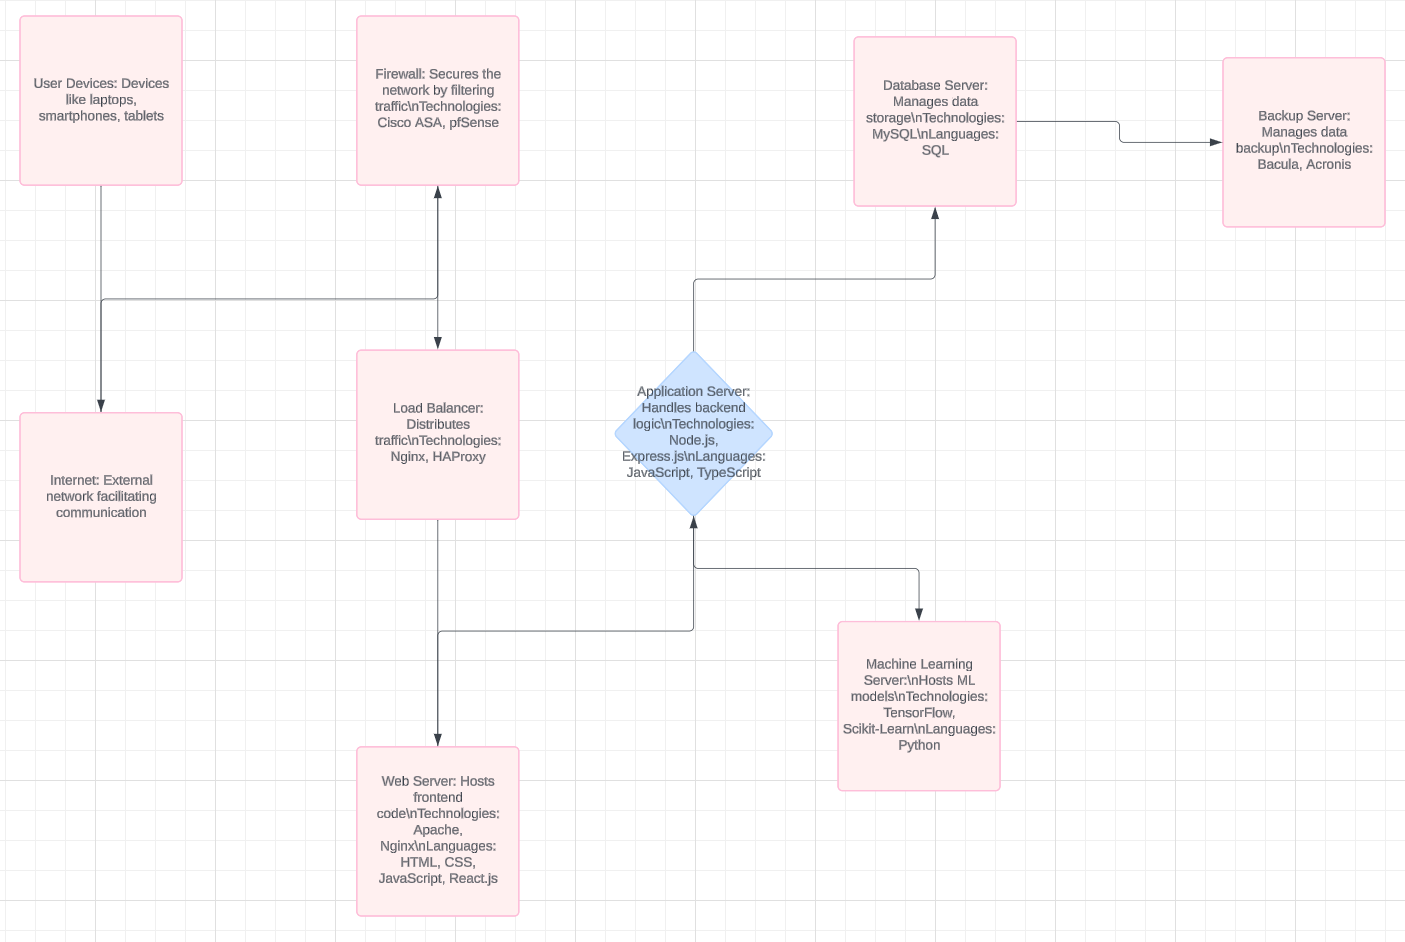 User Devices: Devices
like laptops,
smartphones, tablets
Firewall: Secures the
network by filtering
traffic\nTechnologies:
Cisco ASA, pfSense
Database Server:
Manages data
storage\nTechnologies:
MySQL\nLanguages:
SQL
Backup Server:
Manages data
backup\nTechnologies:
Bacula, Acronis
Internet: External
network facilitating
communication
Load Balancer:
Distributes
traffic\nTechnologies:
Nginx, HAProxy
Application Server:
Handles backend
logic\nTechnologies:
Node.js,
Express.js\nLanguages:
JavaScript, TypeScript
Machine Learning
Server:\nHosts ML
models\nTechnologies:
TensorFlow,
Scikit-Learn\nLanguages:
Python
Web Server: Hosts
frontend
code\nTechnologies:
Apache,
Nginx\nLanguages:
HTML, CSS,
JavaScript, React.js